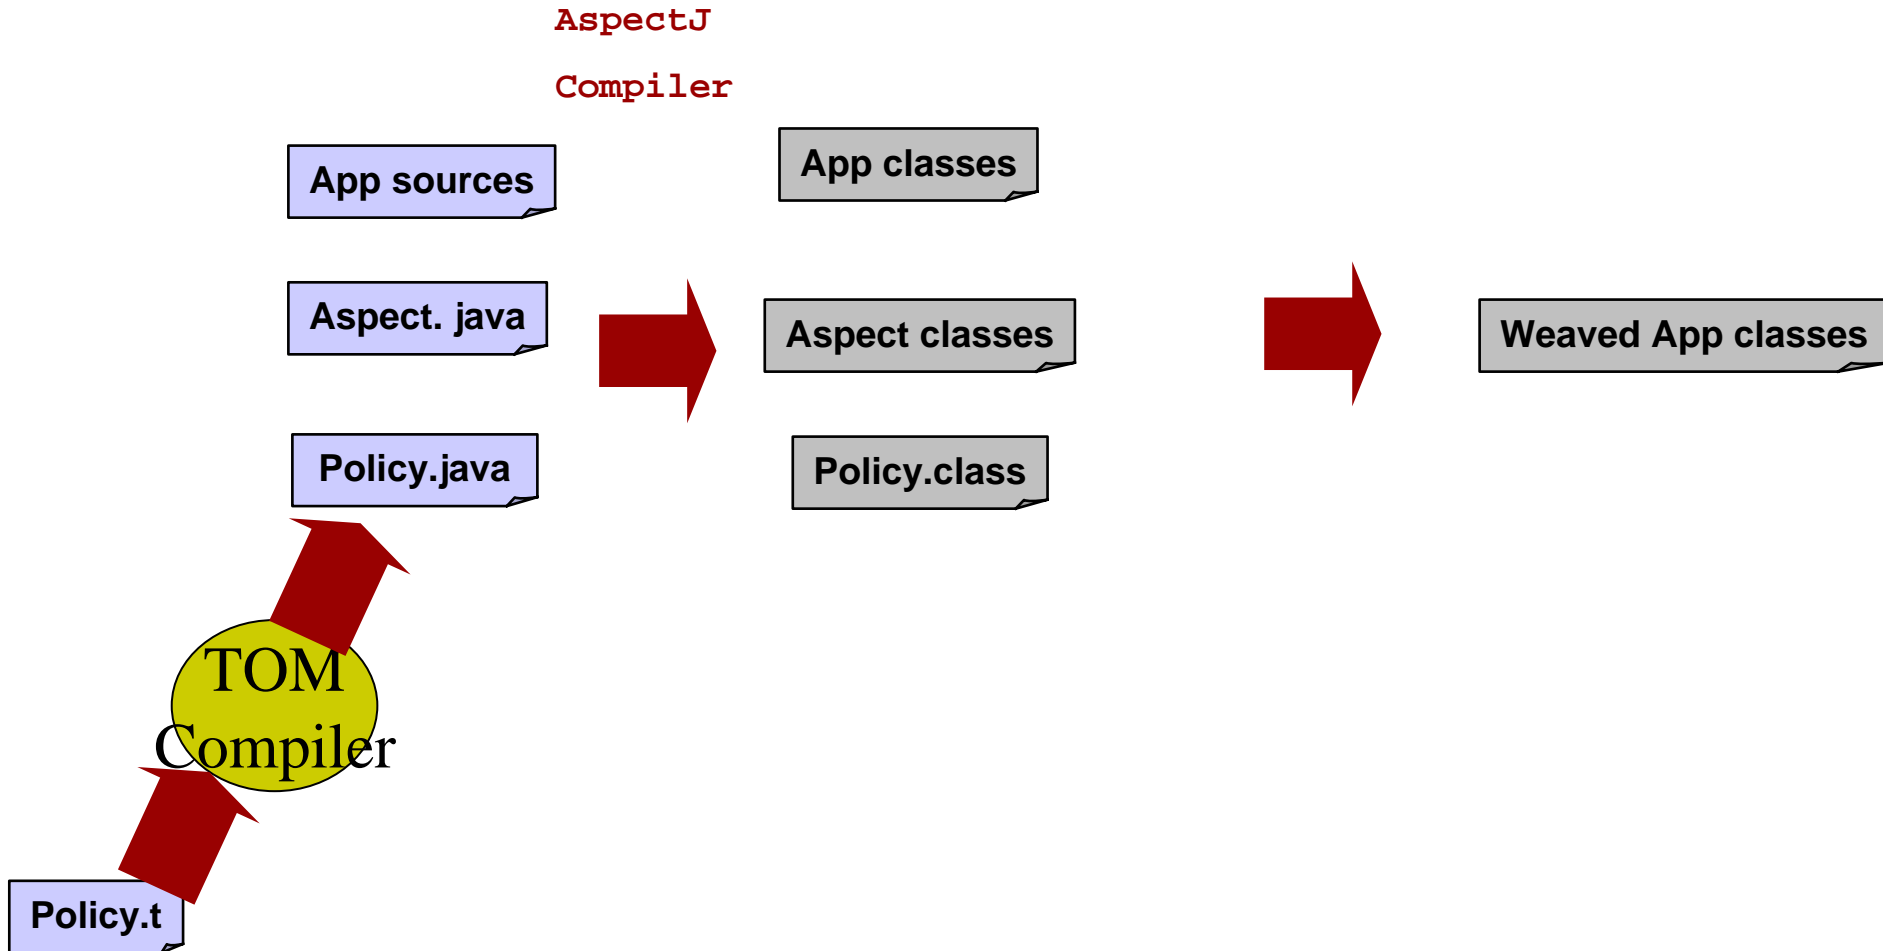 AspectJ
Compiler
App sources
App classes
Aspect. java
Aspect classes
Weaved App classes
Policy.java
Policy.class
TOM
Compiler
Policy.t